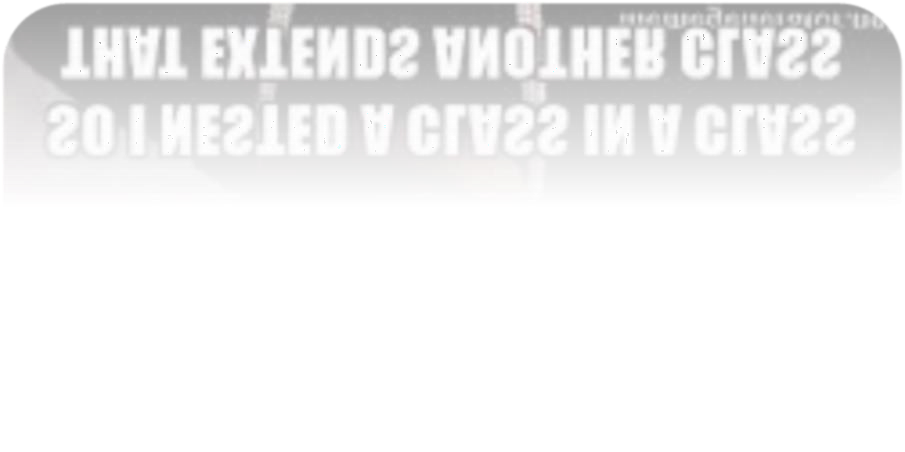 SO I NESTED A CLASS IN A CLASS
THAT EXTENDS ANOTHER CLASS